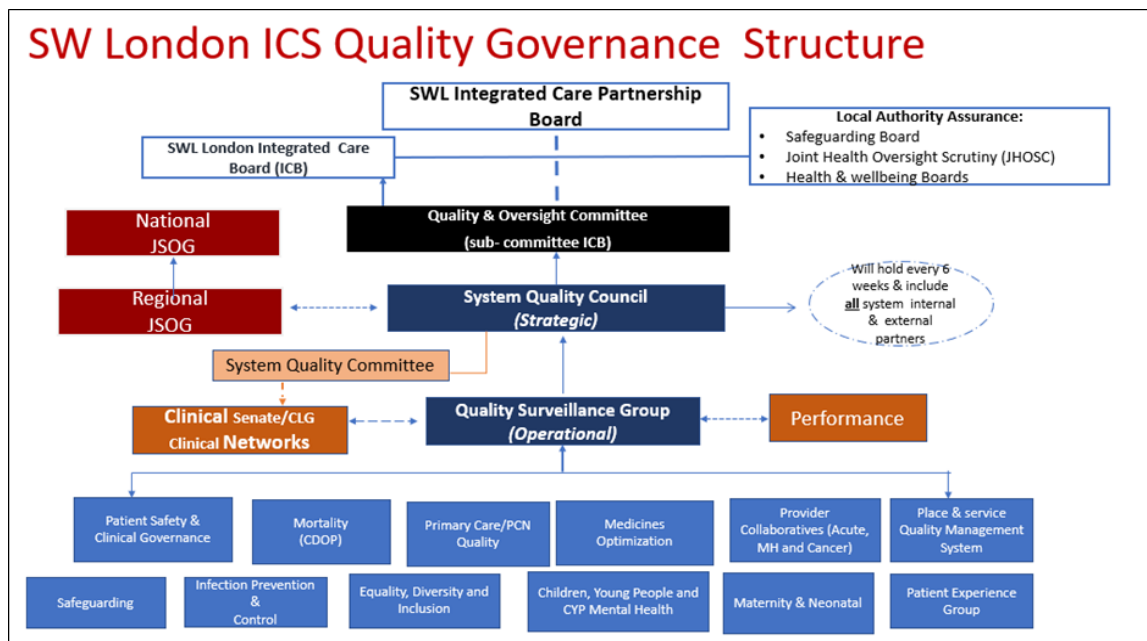 SW London ICS Quality Governance Structure
SWL Integrated Care Partnership
Board
Local Authority Assurance:
• Safeguarding Board
• Joint Health Oversight Scrutiny (JHOSC)
• Health & wellbeing Boards
SWL London Integrated Care
Board (ICB)
National
JSOG
Quality & Oversight Committee
(sub- committee ICB)
Regional
JSOG
System Quality Council
(Strategic)
Will hold every 6
weeks & include
all system internal
& external
partners
System Quality Committee
Clinical Senate/CLG
Clinical Networks
Quality Surveillance Group
(Operational)
Performance
Patient Safety &
Clinical Governance
Mortality
(CDOP)
Primary Care/PCN
Quality
Medicines
Optimization
Provider
Collaboratives (Acute,
MH and Cancer)
Place & service
Quality Management
System
Safeguarding
Infection Prevention
&
Control
Equality, Diversity and
Inclusion
Children, Young People and
CYP Mental Health
Maternity & Neonatal
Patient Experience
Group